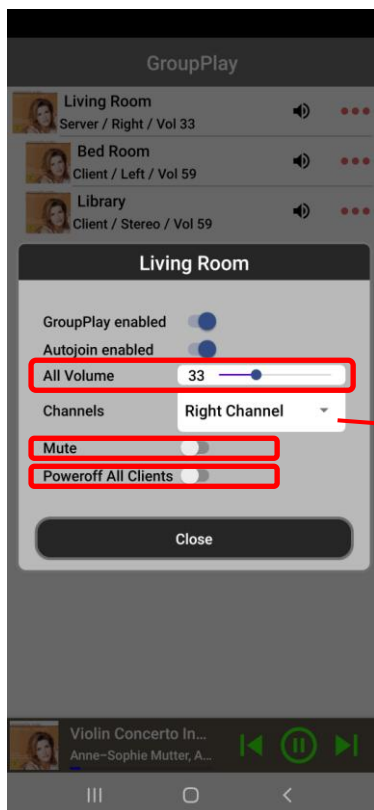 GroupPlay
Living Room
Server / Right / Vol 33
Bed Room
Client / Left / Vol 59
Library
Client / Stereo / Vol 59
Living Room
GroupPlay enabled
Autojoin enabled
All Volume 33
Channels Right Channel
Mute
Poweroff All Clients
Close
Violin Concerto In...
Anne-Sophie Mutter, A...